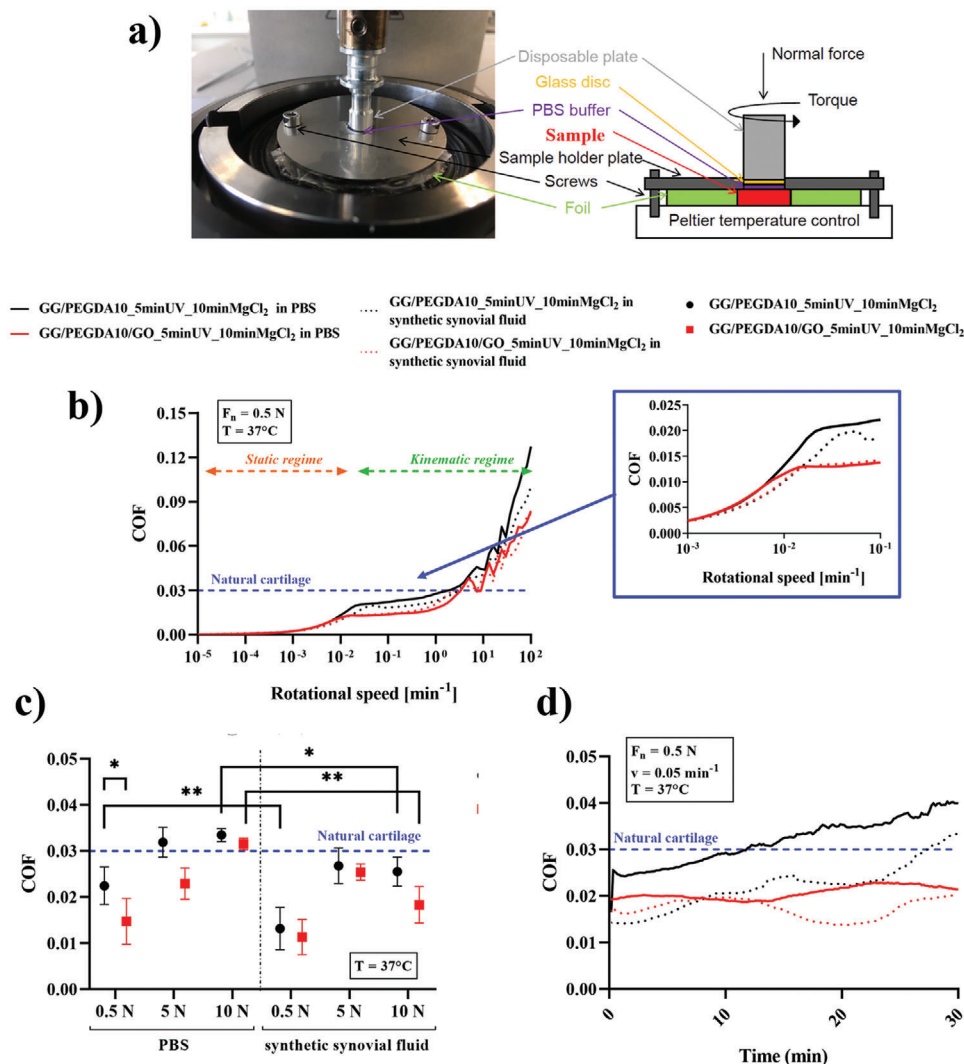 a)
Disposable plate
Glass disc
PBS buffer
Sample
Sample holder plate
Screws
Foil
Normal force
Torque
Peltier temperature control
GG/PEGDA10_5minUV_10minMgCl₂ in PBS
GG/PEGDA10/GO_5minUV_10minMgCl₂ in PBS
GG/PEGDA10_5minUV_10minMgCl₂ in
synthetic synovial fluid
GG/PEGDA10/GO_5minUV_10minMgCl₂ in
synthetic synovial fluid
GG/PEGDA10_5minUV_10minMgCl₂
GG/PEGDA10/GO_5minUV_10minMgCl₂
b)
COF
0.15
0.12
0.09
0.06
0.03
0.00
Fₙ = 0.5 N
T = 37°C
Static regime
Kinematic regime
Natural cartilage
10⁻⁵ 10⁻⁴ 10⁻³ 10⁻² 10⁻¹ 10⁰ 10¹ 10²
Rotational speed [min⁻¹]
COF
0.025
0.020
0.015
0.010
0.005
0.000
10⁻³ 10⁻² 10⁻¹
Rotational speed [min⁻¹]
c)
COF
0.05
0.04
0.03
0.02
0.01
0.00
*
**
*
**
Natural cartilage
T = 37°C
0.5 N 5 N 10 N 0.5 N 5 N 10 N
PBS
synthetic synovial fluid
d)
COF
0.05
0.04
0.03
0.02
0.01
0.00
Fₙ = 0.5 N
v = 0.05 min⁻¹
T = 37°C
Natural cartilage
0 10 20 30
Time (min)